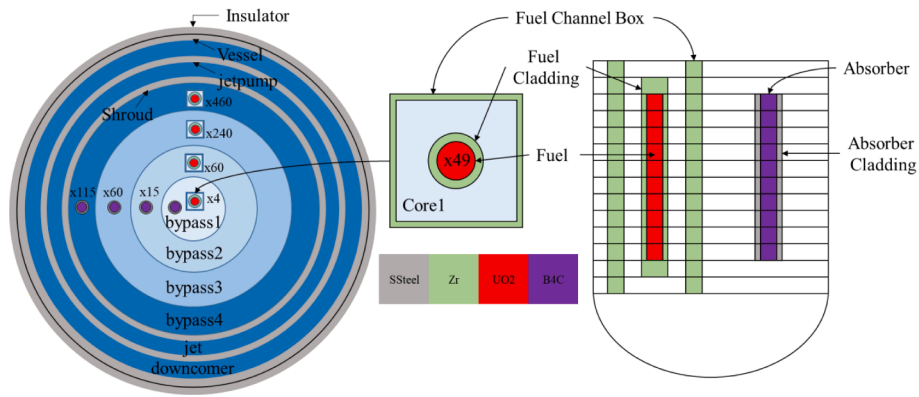 Insulator
Vessel
jetpump
Shroud
x460
x240
x60
x115
x60
x15
x4
bypass1
bypass2
bypass3
bypass4
jet
downcomer
Fuel Channel Box
Fuel
Cladding
x49
Fuel
Core1
SSteel
Zr
UO2
B4C
Absorber
Absorber
Cladding